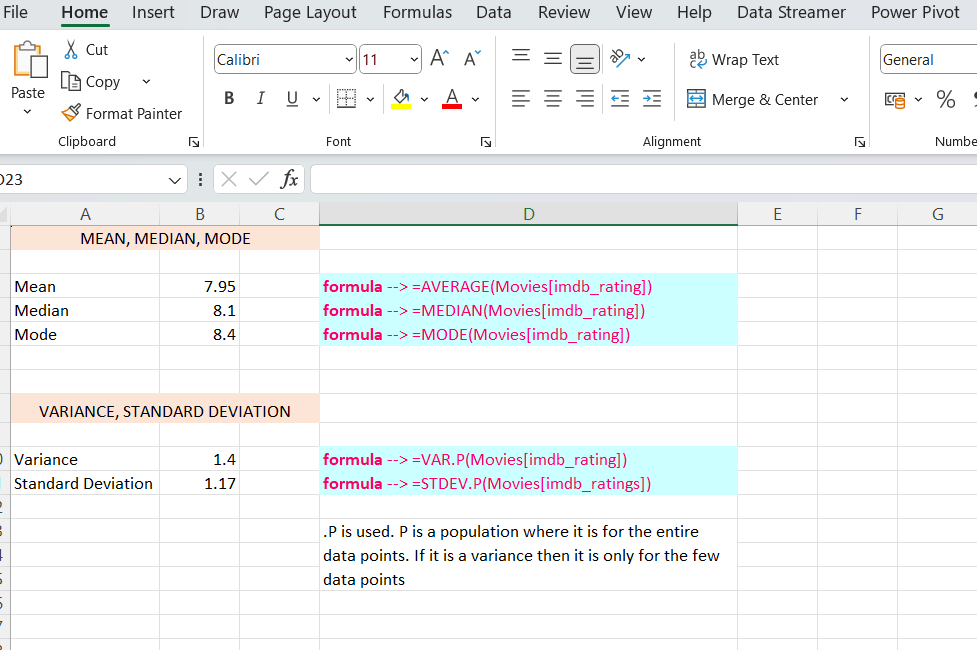 File Home Insert Draw Page Layout Formulas Data Review View Help Data Streamer Power Pivot
Paste
Cut
Copy
Format Painter
Clipboard
Calibri 11 A A
B I U A
Font
ab Wrap Text
Merge & Center
Alignment
General
%
Numbe
23 fx
A B C D E F G
MEAN, MEDIAN, MODE
Mean 7.95 formula --> =AVERAGE(Movies[imdb_rating])
Median 8.1 formula --> =MEDIAN(Movies[imdb_rating])
Mode 8.4 formula --> =MODE(Movies[imdb_rating])
VARIANCE, STANDARD DEVIATION
Variance 1.4 formula --> =VAR.P(Movies[imdb_rating])
Standard Deviation 1.17 formula --> =STDEV.P(Movies[imdb_ratings])
.P is used. P is a population where it is for the entire
data points. If it is a variance then it is only for the few
data points